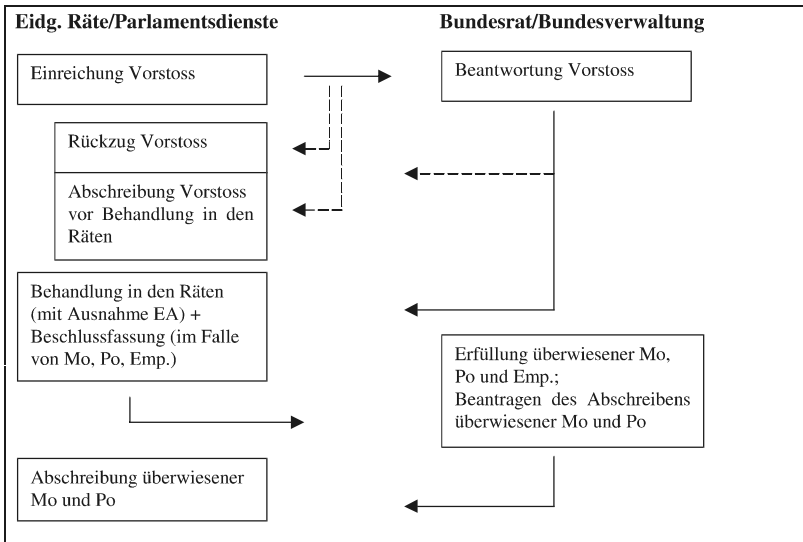 Eidg. Räte/Parlamentsdienste
Bundesrat/Bundesverwaltung
Einreichung Vorstoss
Beantwortung Vorstoss
Rückzug Vorstoss
Abschreibung Vorstoss
vor Behandlung in den
Räten
Behandlung in den Räten
(mit Ausnahme EA) +
Beschlussfassung (im Falle
von Mo, Po, Emp.)
Erfüllung überwiesener Mo,
Po und Emp.;
Beantragen des Abschreibens
überwiesener Mo und Po
Abschreibung überwiesener
Mo und Po